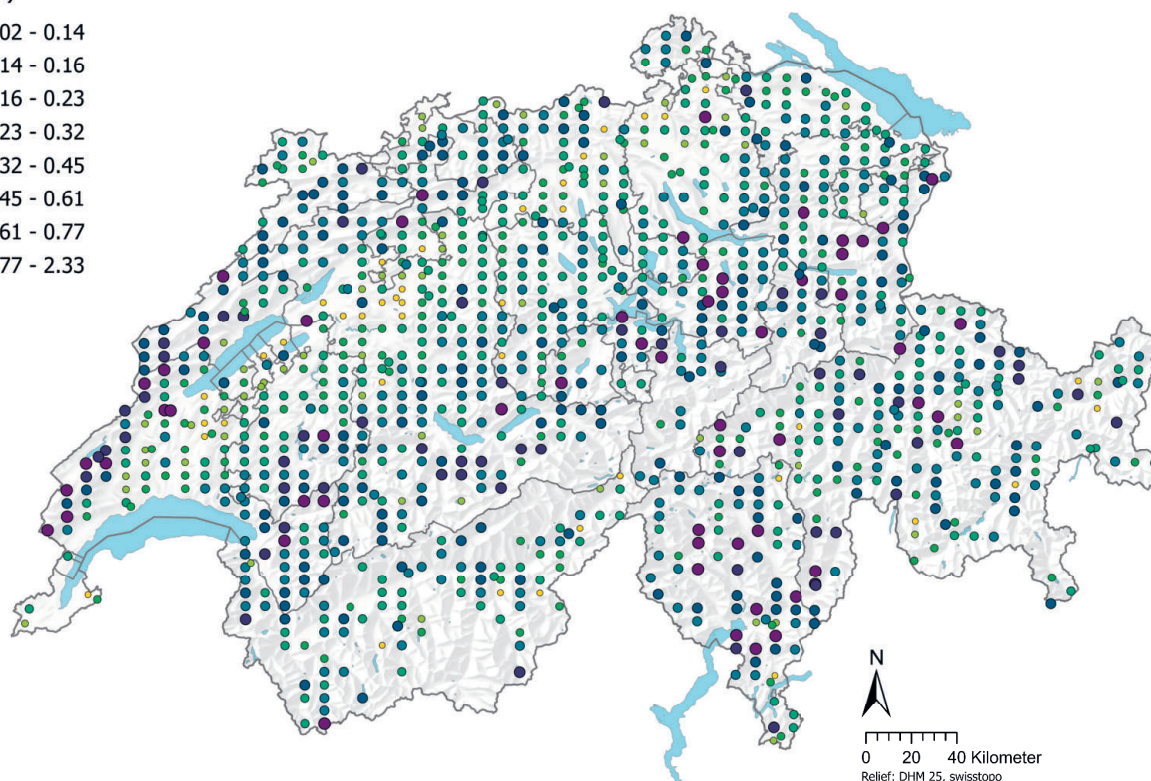 )
02 - 0.14
14 - 0.16
16 - 0.23
23 - 0.32
32 - 0.45
45 - 0.61
61 - 0.77
77 - 2.33
N
0 20 40 Kilometer
Relief: DHM 25, swisstopo